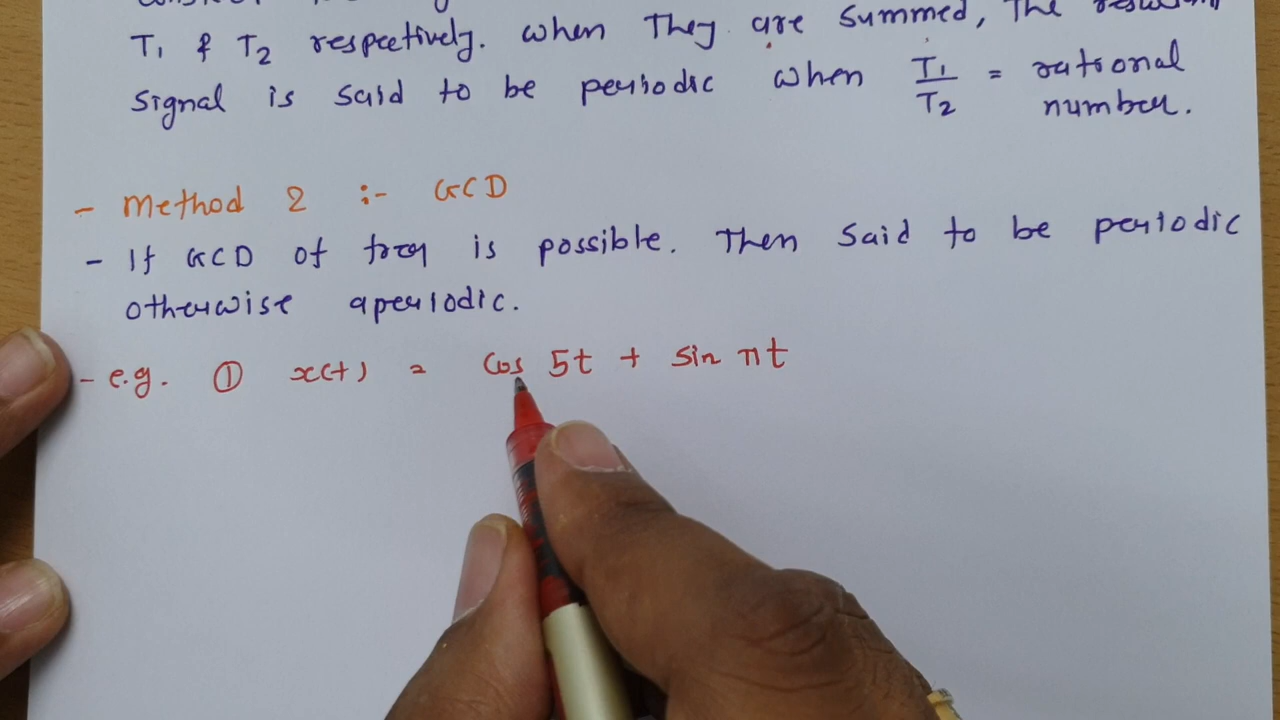 T₁ & T₂ respectively. when They are summed, The
signal is said to be periodic when T₁/T₂ = rational number.
- Method 2 :- GCD
- If GCD of freq is possible. Then said to be periodic
otherwise aperiodic.
- e.g. ① x(t) = cos 5t + sin πt